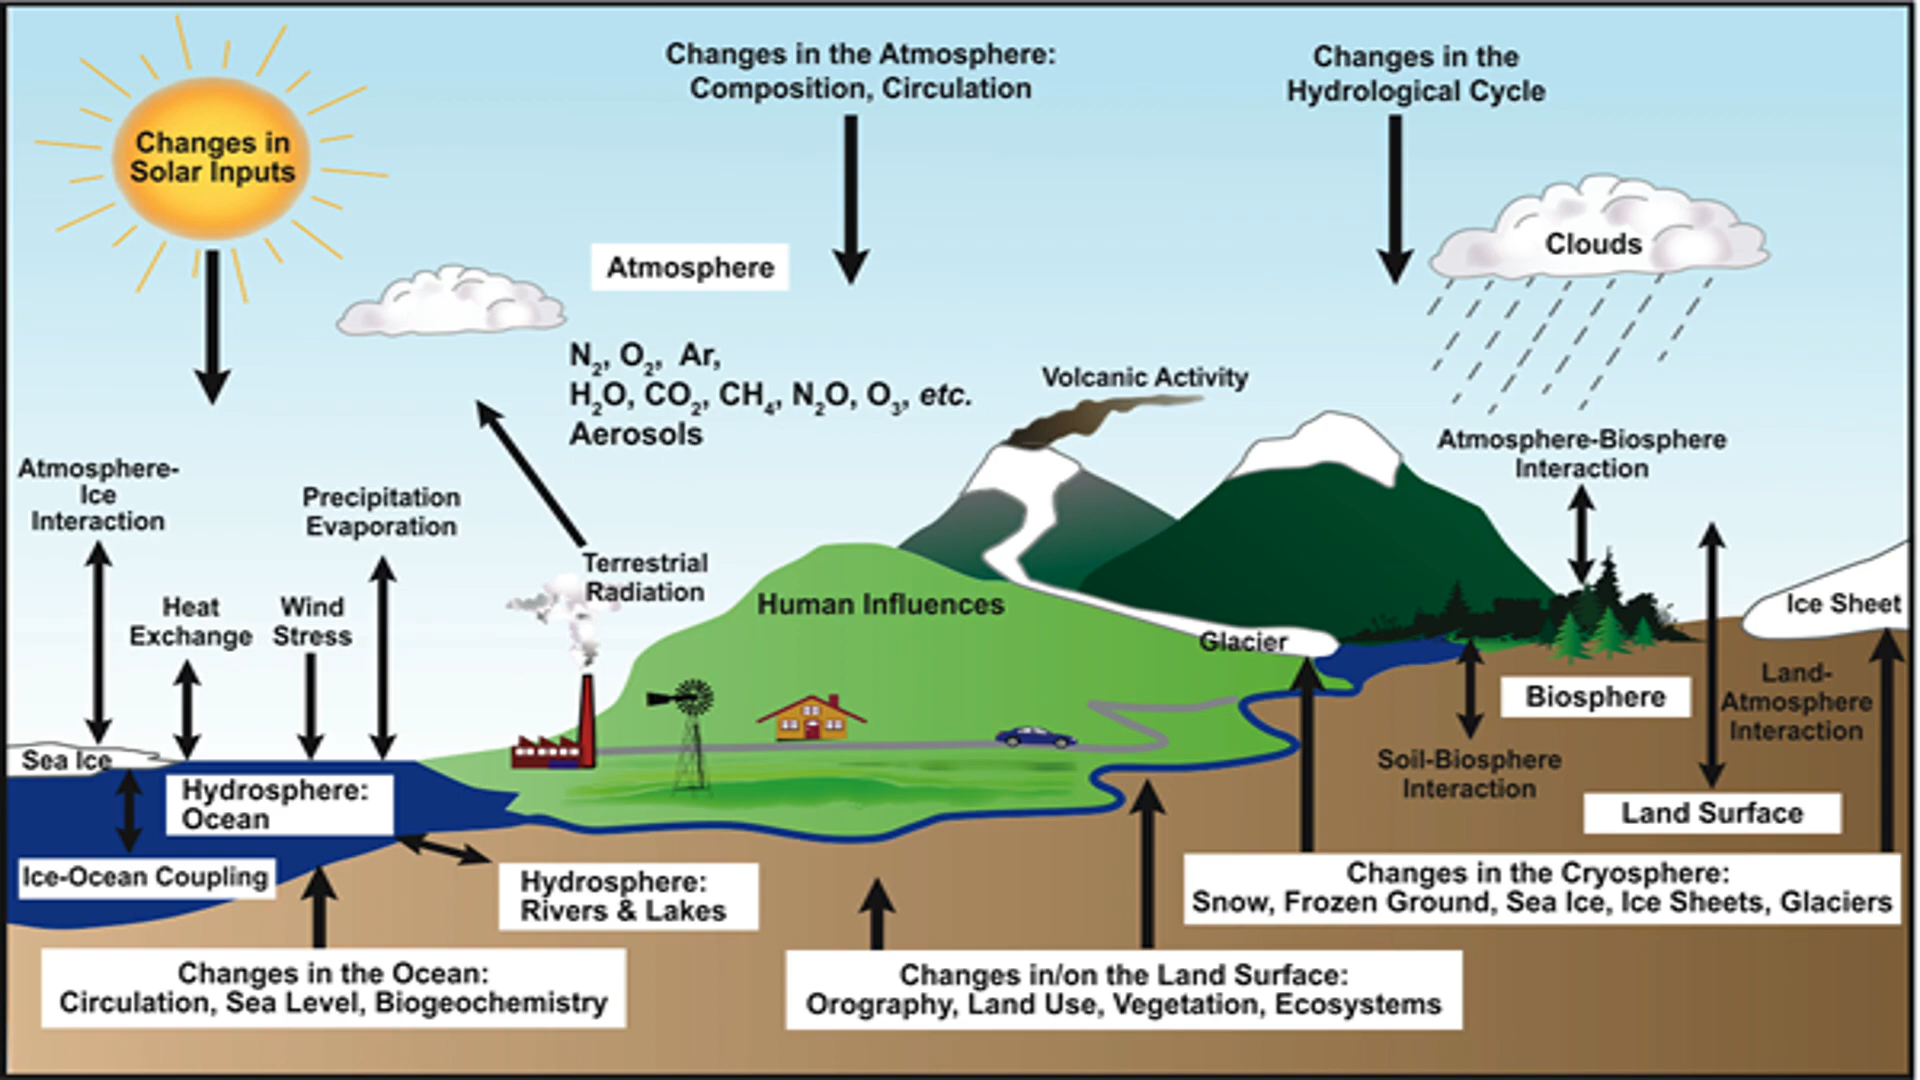 Changes in the Atmosphere:
Composition, Circulation
Changes in the
Hydrological Cycle
Changes in
Solar Inputs
Clouds
Atmosphere
N₂, O₂, Ar,
H₂O, CO₂, CH₄, N₂O, O₃, etc.
Aerosols
Volcanic Activity
Atmosphere-
Ice
Interaction
Precipitation
Evaporation
Atmosphere-Biosphere
Interaction
Terrestrial
Radiation
Heat
Exchange
Wind
Stress
Human Influences
Ice Sheet
Glacier
Land-
Atmosphere
Interaction
Biosphere
Sea Ice
Soil-Biosphere
Interaction
Hydrosphere:
Ocean
Land Surface
Ice-Ocean Coupling
Hydrosphere:
Rivers & Lakes
Changes in the Cryosphere:
Snow, Frozen Ground, Sea Ice, Ice Sheets, Glaciers
Changes in the Ocean:
Circulation, Sea Level, Biogeochemistry
Changes in/on the Land Surface:
Orography, Land Use, Vegetation, Ecosystems